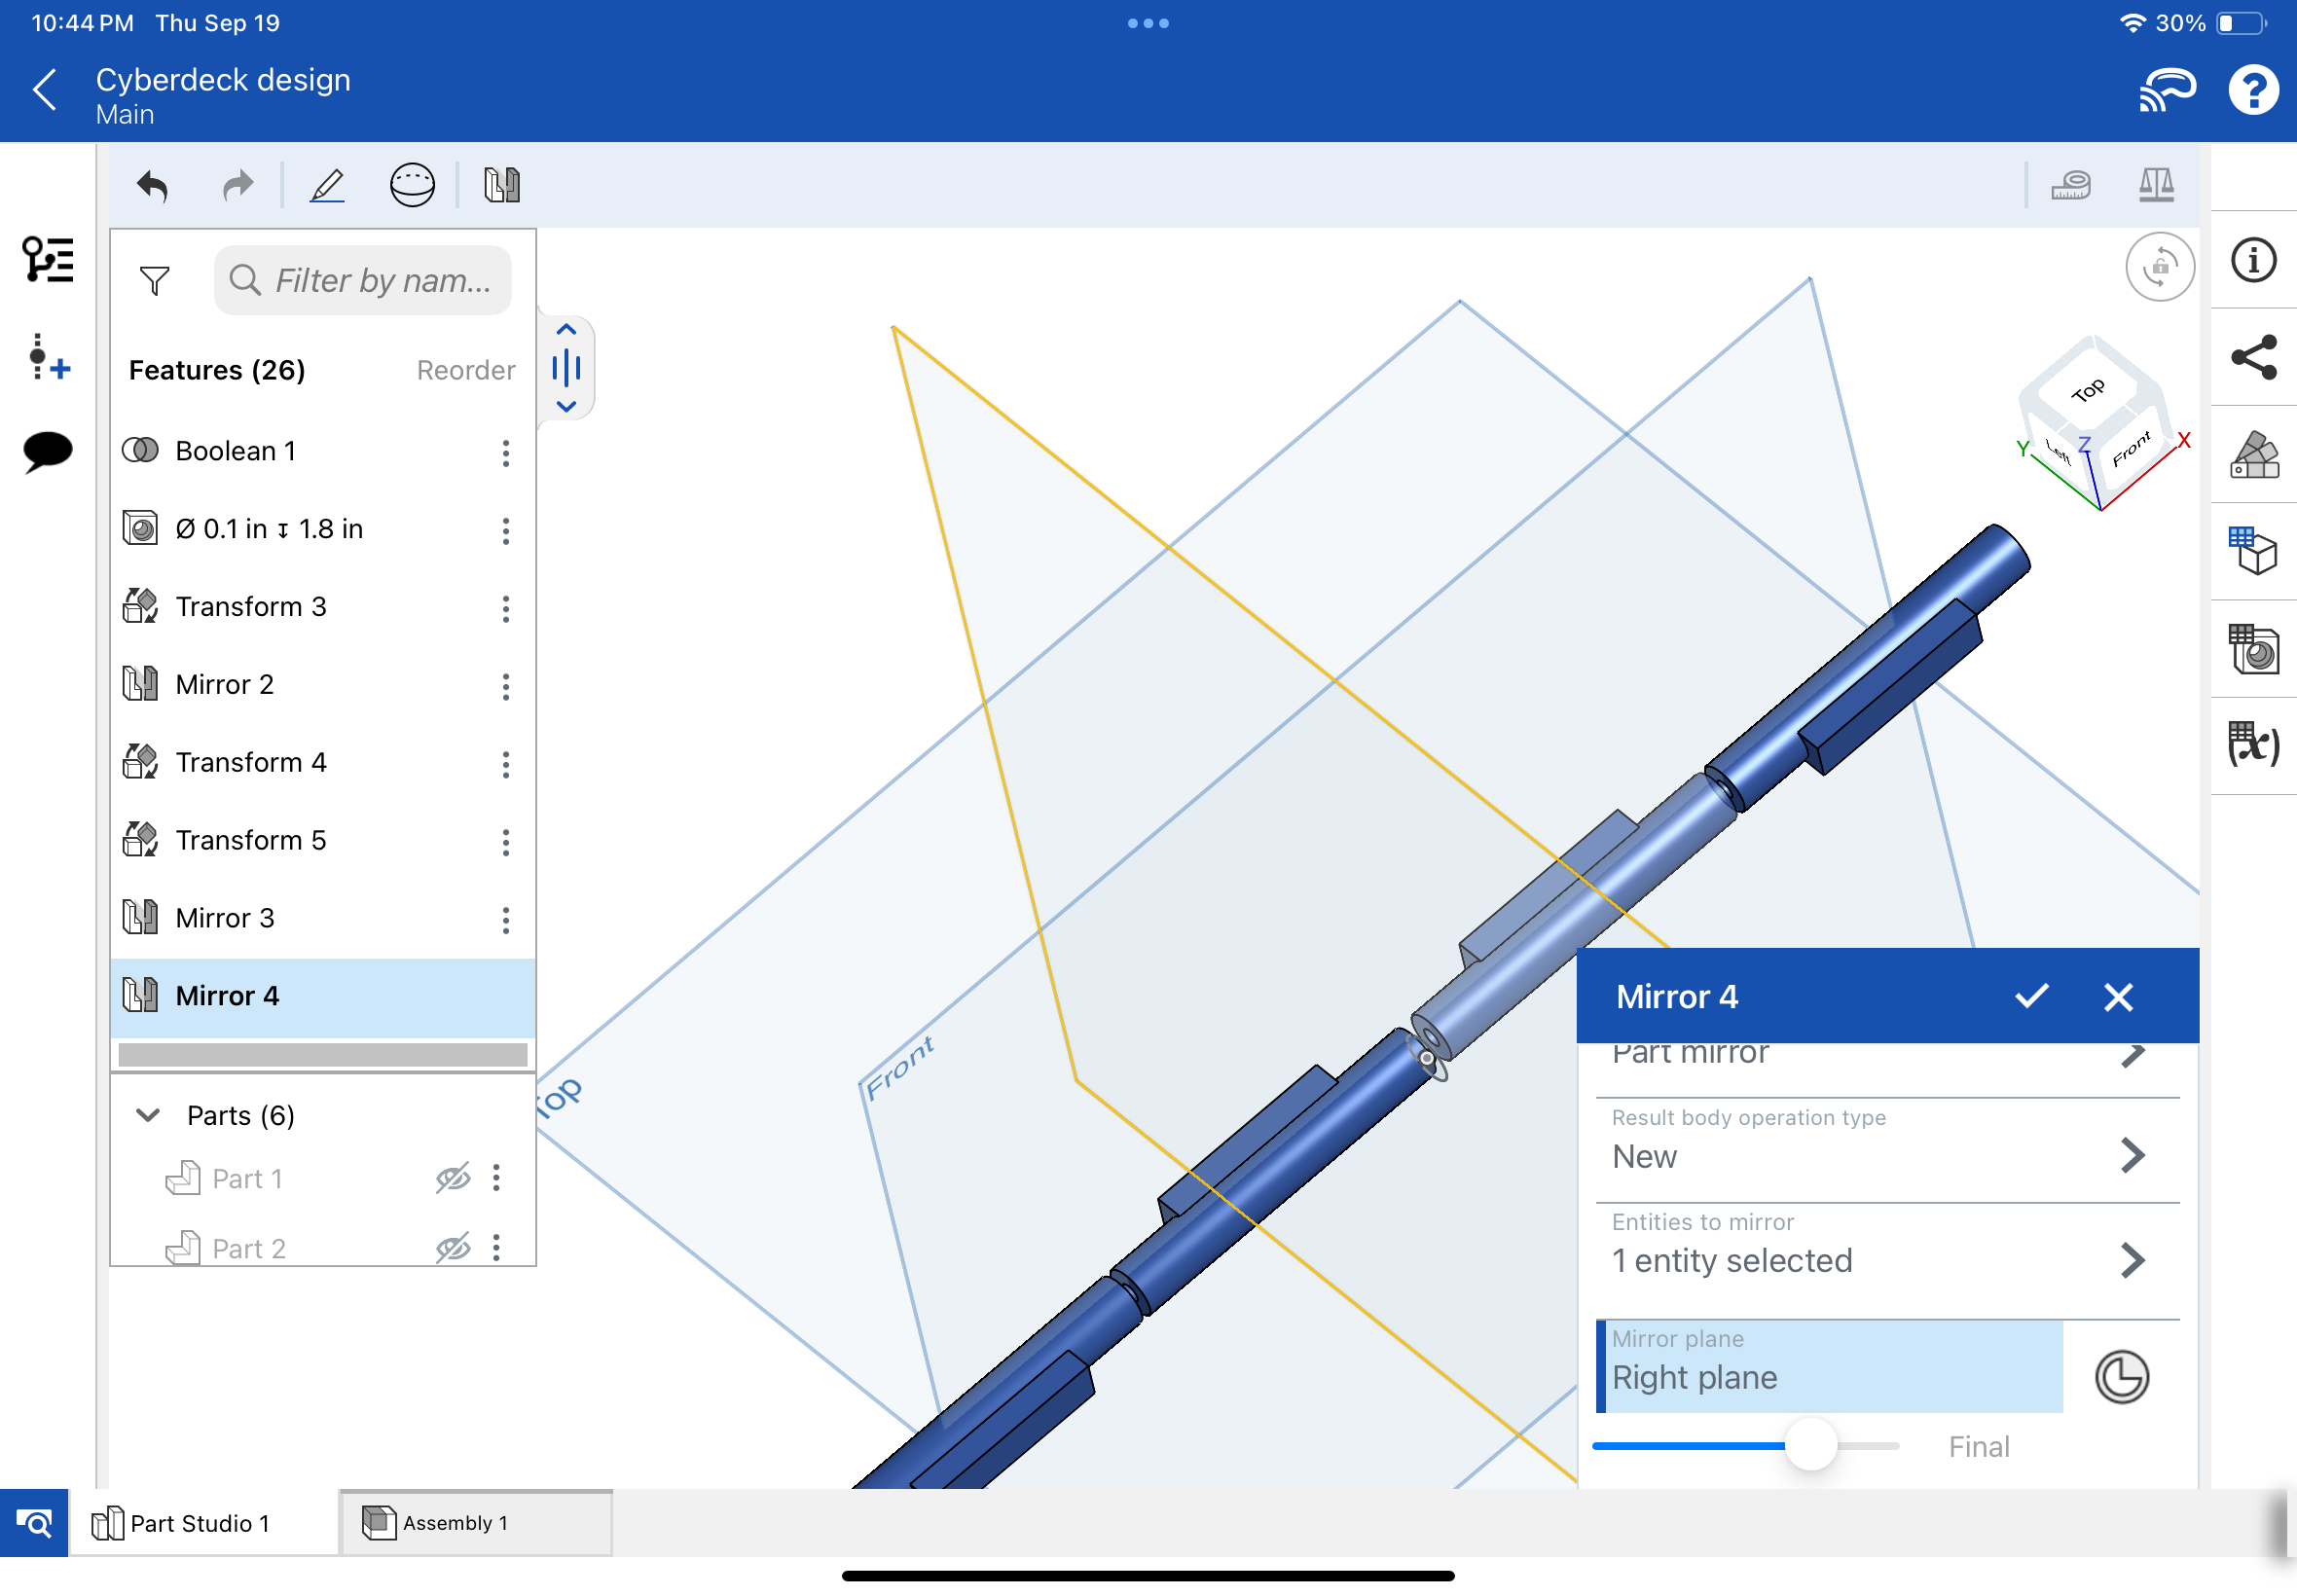 10:44 PM Thu Sep 19
30%
Cyberdeck design
Main
Filter by nam...
Features (26) Reorder
Boolean 1
Ø 0.1 in ↧ 1.8 in
Transform 3
Mirror 2
Transform 4
Transform 5
Mirror 3
Mirror 4
Parts (6)
Part 1
Part 2
Top
Front
Top
Left
Front
X
Y
Z
(x)
Mirror 4
Part mirror
Result body operation type
New
Entities to mirror
1 entity selected
Mirror plane
Right plane
Final
Part Studio 1
Assembly 1